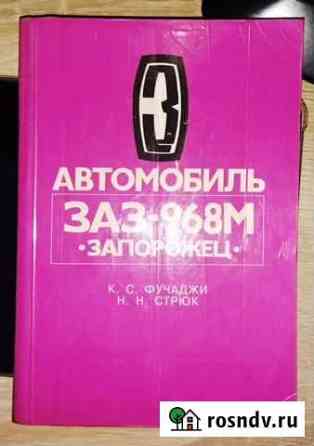 З
АВТОМОБИЛЬ
ЗАЗ-968М
•ЗАПОРОЖЕЦ•
К. С. ФУЧАДЖИ
Н. Н. СТРЮК
rosndv.ru